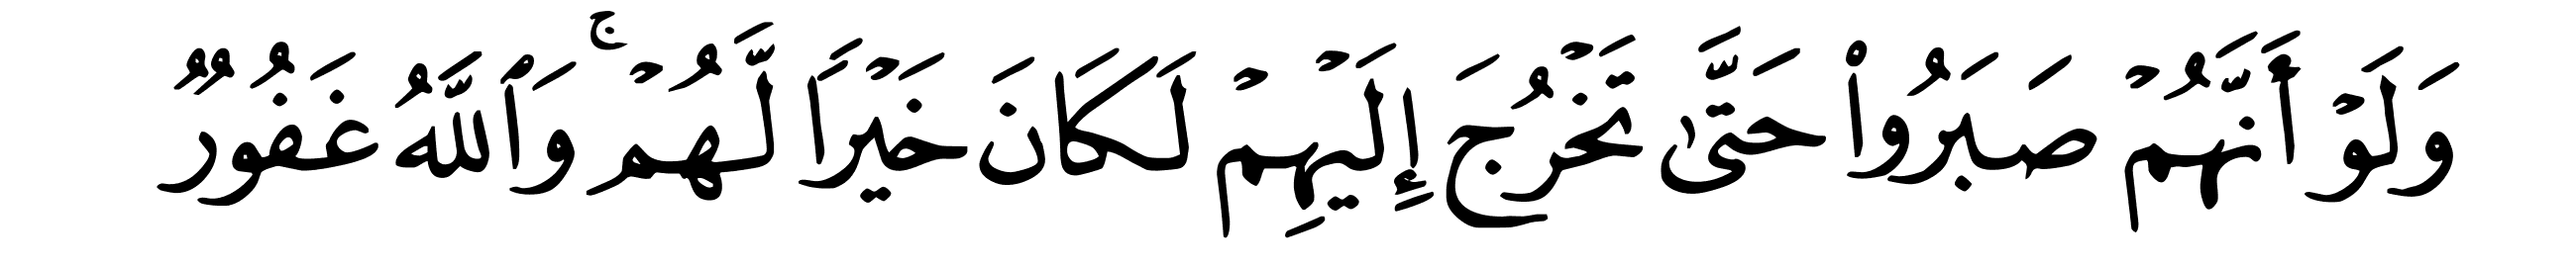 وَلَوۡ أَنَّهُمۡ صَبَرُواْ حَتَّىٰ تَخۡرُجَ إِلَيۡهِمۡ لَكَانَ خَيۡرٗا لَّهُمۡۚ وَٱللَّهُ غَفُورٞ